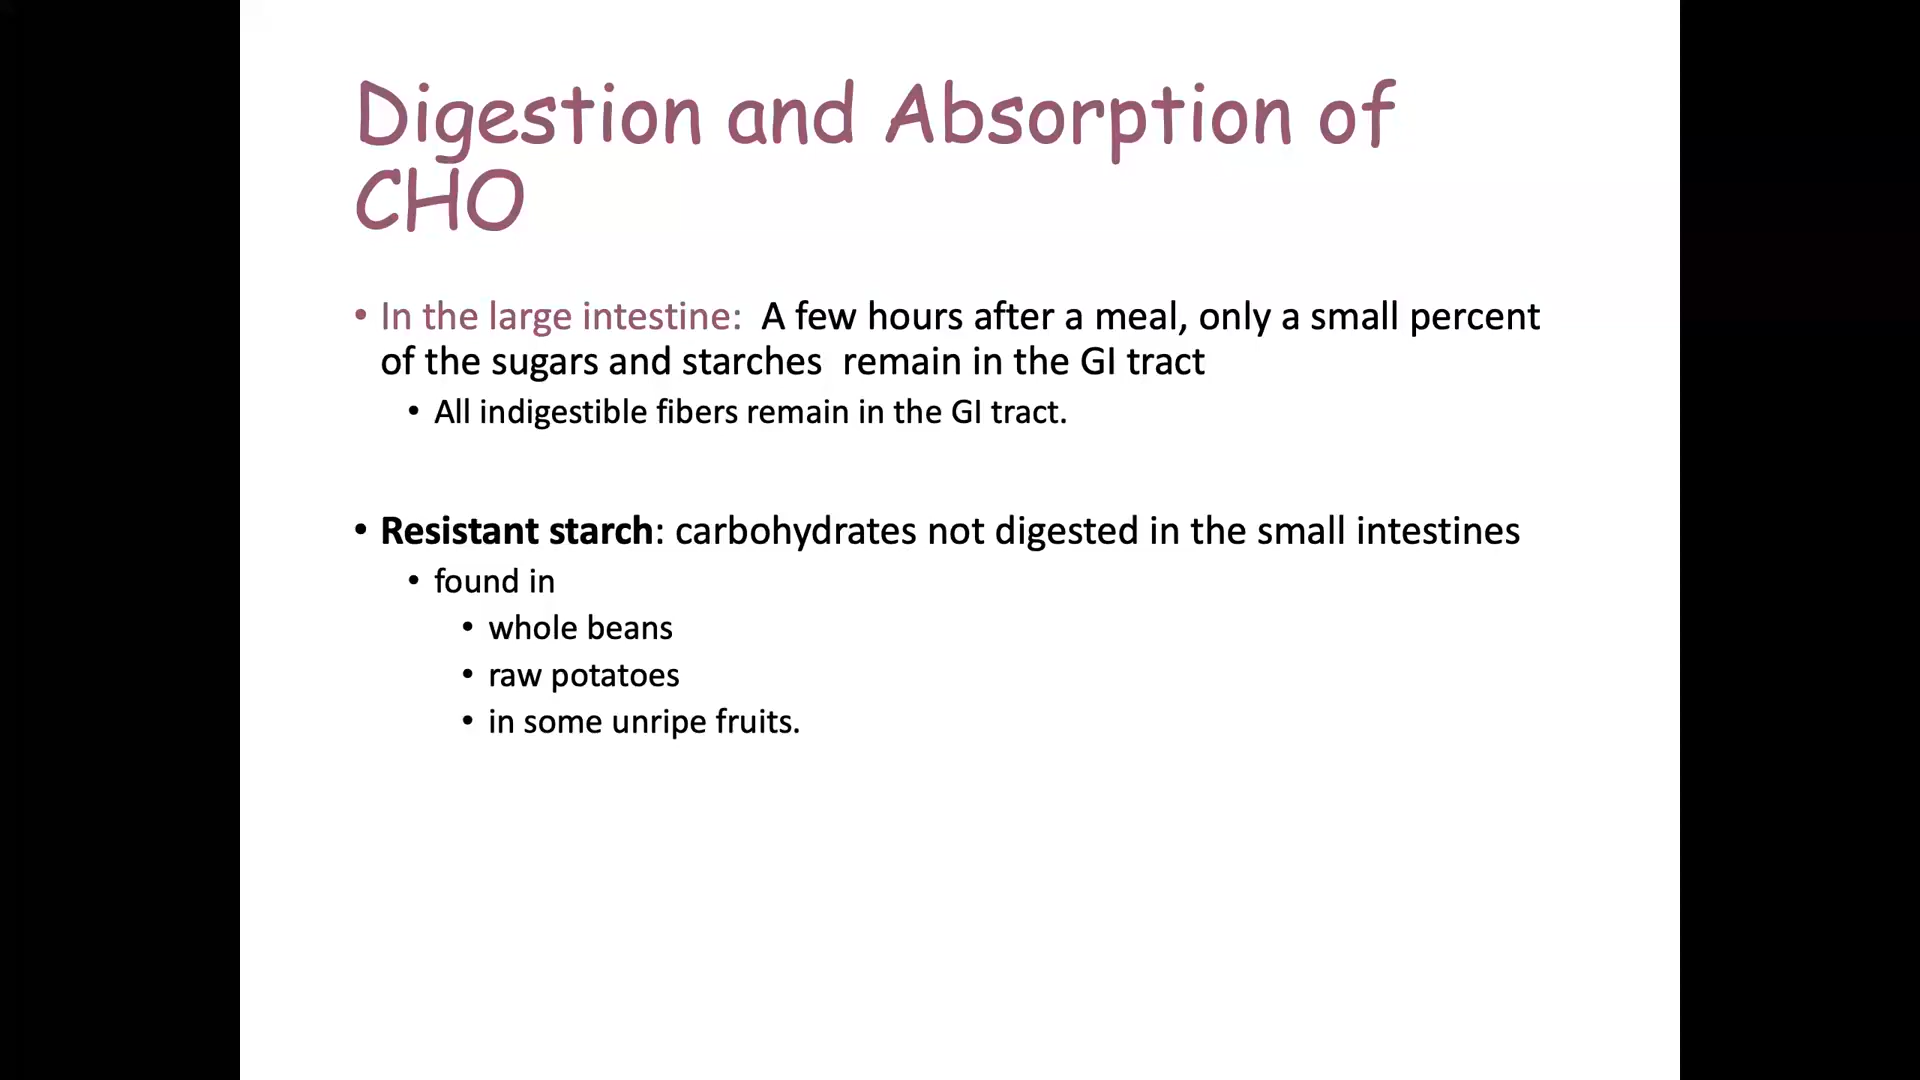 Digestion and Absorption of
CHO
• In the large intestine:  A few hours after a meal, only a small percent
of the sugars and starches  remain in the GI tract
• All indigestible fibers remain in the GI tract.
• Resistant starch: carbohydrates not digested in the small intestines
• found in
• whole beans
• raw potatoes
• in some unripe fruits.